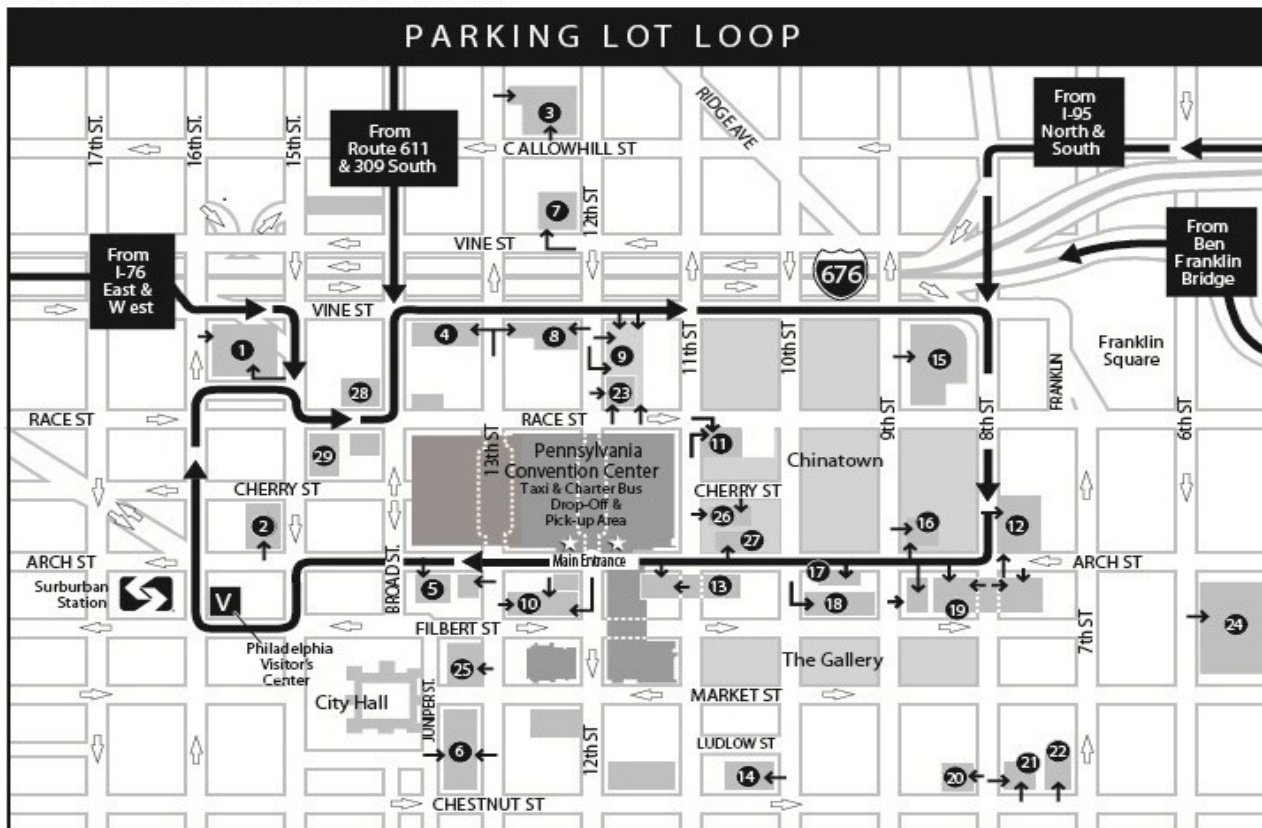 PARKING LOT LOOP
17th ST.
16th ST.
15th ST.
From
Route 611
& 309 South
3
CALLOWHILL ST
RIDGE AVE
From
I-95
North &
South
7
12th ST
VINE ST
From
I-76
East &
West
676
From
Ben
Franklin
Bridge
VINE ST
1
4
8
9
11th ST
10th ST
15
Franklin
Square
28
23
FRANKLIN
RACE ST
RACE ST
9th ST
8th ST
6th ST
29
13th ST
Pennsylvania
Convention Center
Taxi & Charter Bus
Drop-Off &
Pick-up Area
11
Chinatown
CHERRY ST
CHERRY ST
2
26
27
16
12
ARCH ST
BROAD ST.
Main Entrance
ARCH ST
Surburban
Station
V
5
10
13
17
18
19
24
FILBERT ST
7th ST
Philadelphia
Visitor's
Center
25
The Gallery
City Hall
JUNIPER ST.
MARKET ST
6
12th ST
LUDLOW ST
14
20
21
22
CHESTNUT ST